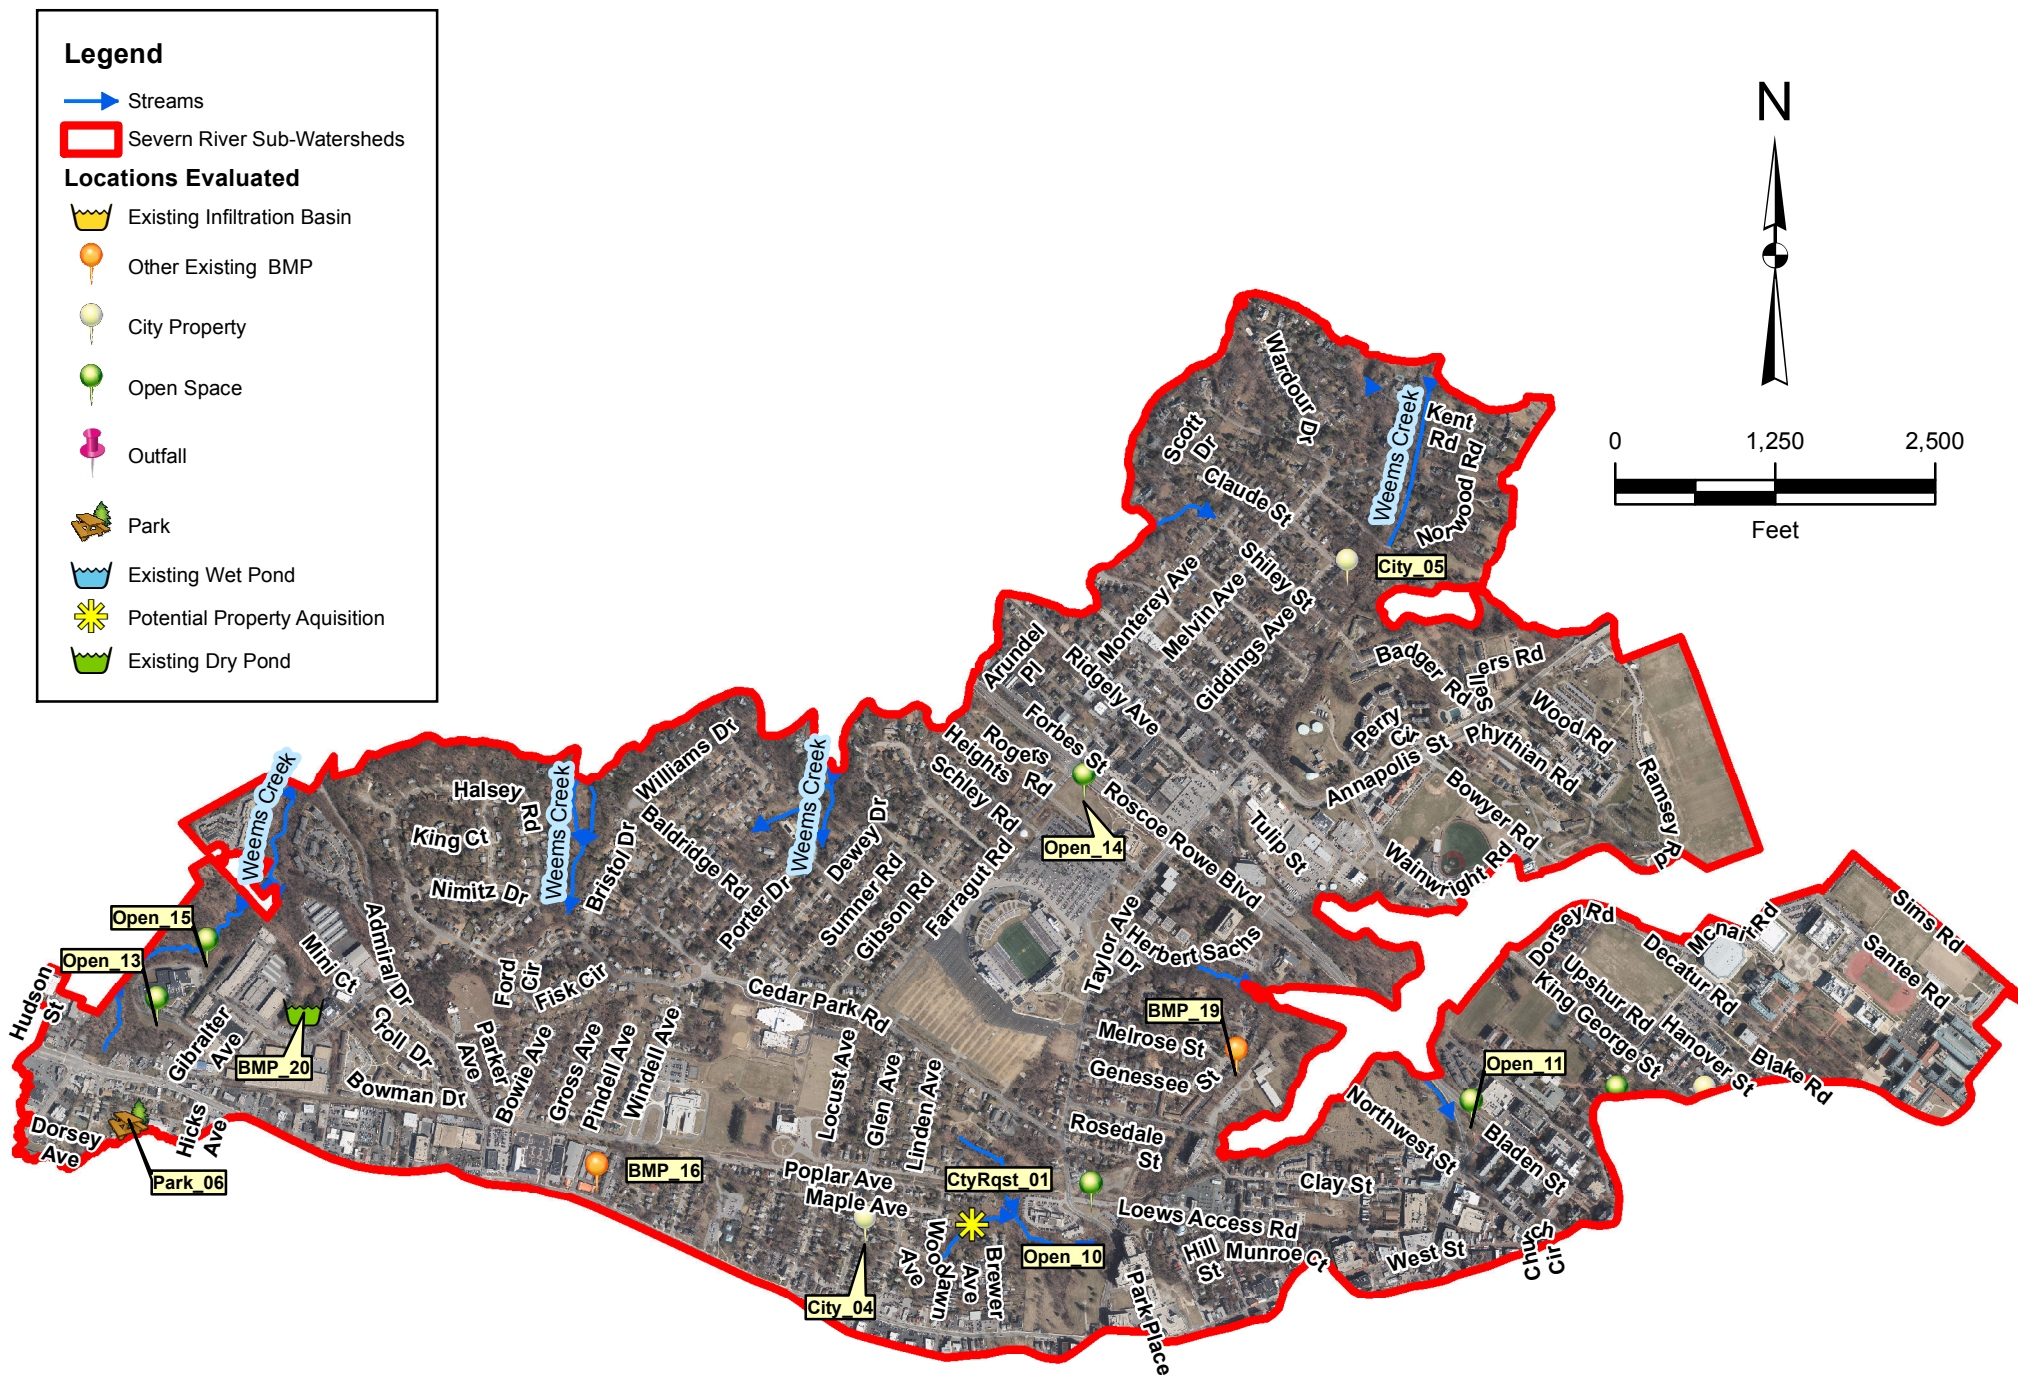 Legend
Streams
Severn River Sub-Watersheds
Locations Evaluated
Existing Infiltration Basin
Other Existing BMP
City Property
Open Space
Outfall
Park
Existing Wet Pond
Potential Property Aquisition
Existing Dry Pond
N
0 1,250 2,500
Feet
Wardour Dr
Scott
Dr
Claude St
Weems Creek
Kent
Rd
Norwood Rd
City_05
Shiley St
Monterey Ave
Melvin Ave
Giddings Ave
Ridgely Ave
Arundel
Pl
Forbes St
Rogers
Heights
Rd
Schley Rd
Badger Rd
Sellers Rd
Perry
Cir
Annapolis St
Phythian Rd
Wood Rd
Ramsey Rd
Bowyer Rd
Wainwright Rd
Tulip St
Roscoe Rowe Blvd
Open_14
Farragut Rd
Gibson Rd
Sumner Rd
Dewey Dr
Porter Dr
Weems Creek
Williams Dr
Baldridge Rd
Bristol Dr
Weems Creek
Halsey
Rd
King Ct
Nimitz Dr
Weems Creek
Admiral Dr
Mini Ct
Croll Dr
Open_15
Open_13
Hudson
St
Gibralter
Ave
BMP_20
Bowman Dr
Parker
Ave
Ford
Cir
Fisk Cir
Bowie Ave
Gross Ave
Pindell Ave
Windell Ave
Cedar Park Rd
Locust Ave
Glen Ave
Linden Ave
Taylor Ave
Herbert Sachs
Dr
BMP_19
Melrose St
Genessee St
Rosedale
St
Dorsey
Ave
Hicks
Ave
Park_06
BMP_16
Poplar Ave
Maple Ave
CtyRqst_01
Woodlawn
Ave
Brewer
Ave
City_04
Open_10
Loews Access Rd
Hill
St
Munroe Ct
Park Place
Clay St
West St
Northwest St
Bladen St
Church
Cir
Open_11
Dorsey Rd
Upshur Rd
King George St
Decatur Rd
Mcnair Rd
Hanover St
Blake Rd
Santee Rd
Sims Rd